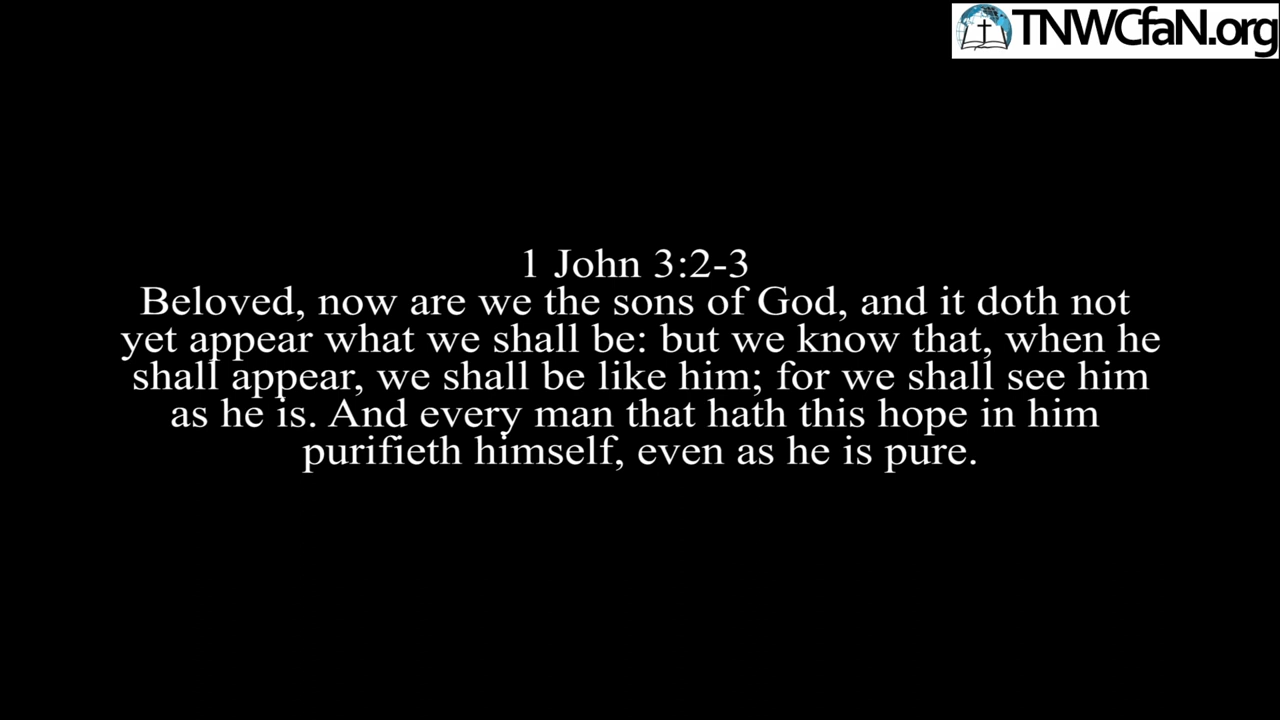 TNWCfaN.org
1 John 3:2-3
Beloved, now are we the sons of God, and it doth not
yet appear what we shall be: but we know that, when he
shall appear, we shall be like him; for we shall see him
as he is. And every man that hath this hope in him
purifieth himself, even as he is pure.